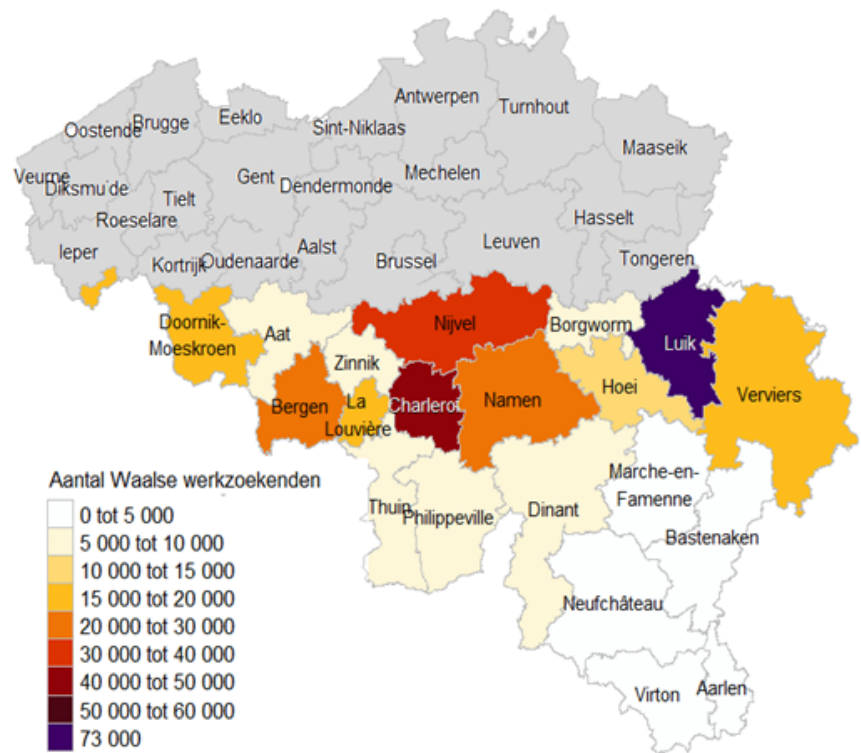 Antwerpen
Turnhout
Eeklo
Brugge
Oostende
Sint-Niklaas
Maaseik
Mechelen
Gent
Dendermonde
Veurne
Diksmuide
Tielt
Hasselt
Roeselare
Leuven
Aalst
Ieper
Brussel
Tongeren
Kortrijk
Oudenaarde
Doornik-
Moeskroen
Nijvel
Borgworm
Aat
Luik
Zinnik
Hoei
Verviers
Bergen
La
Louvière
Charleroi
Namen
Marche-en-
Famenne
Aantal Waalse werkzoekenden
Thuin
Philippeville
Dinant
Bastenaken
Neufchâteau
Virton
Aarlen
0 tot 5 000
5 000 tot 10 000
10 000 tot 15 000
15 000 tot 20 000
20 000 tot 30 000
30 000 tot 40 000
40 000 tot 50 000
50 000 tot 60 000
73 000